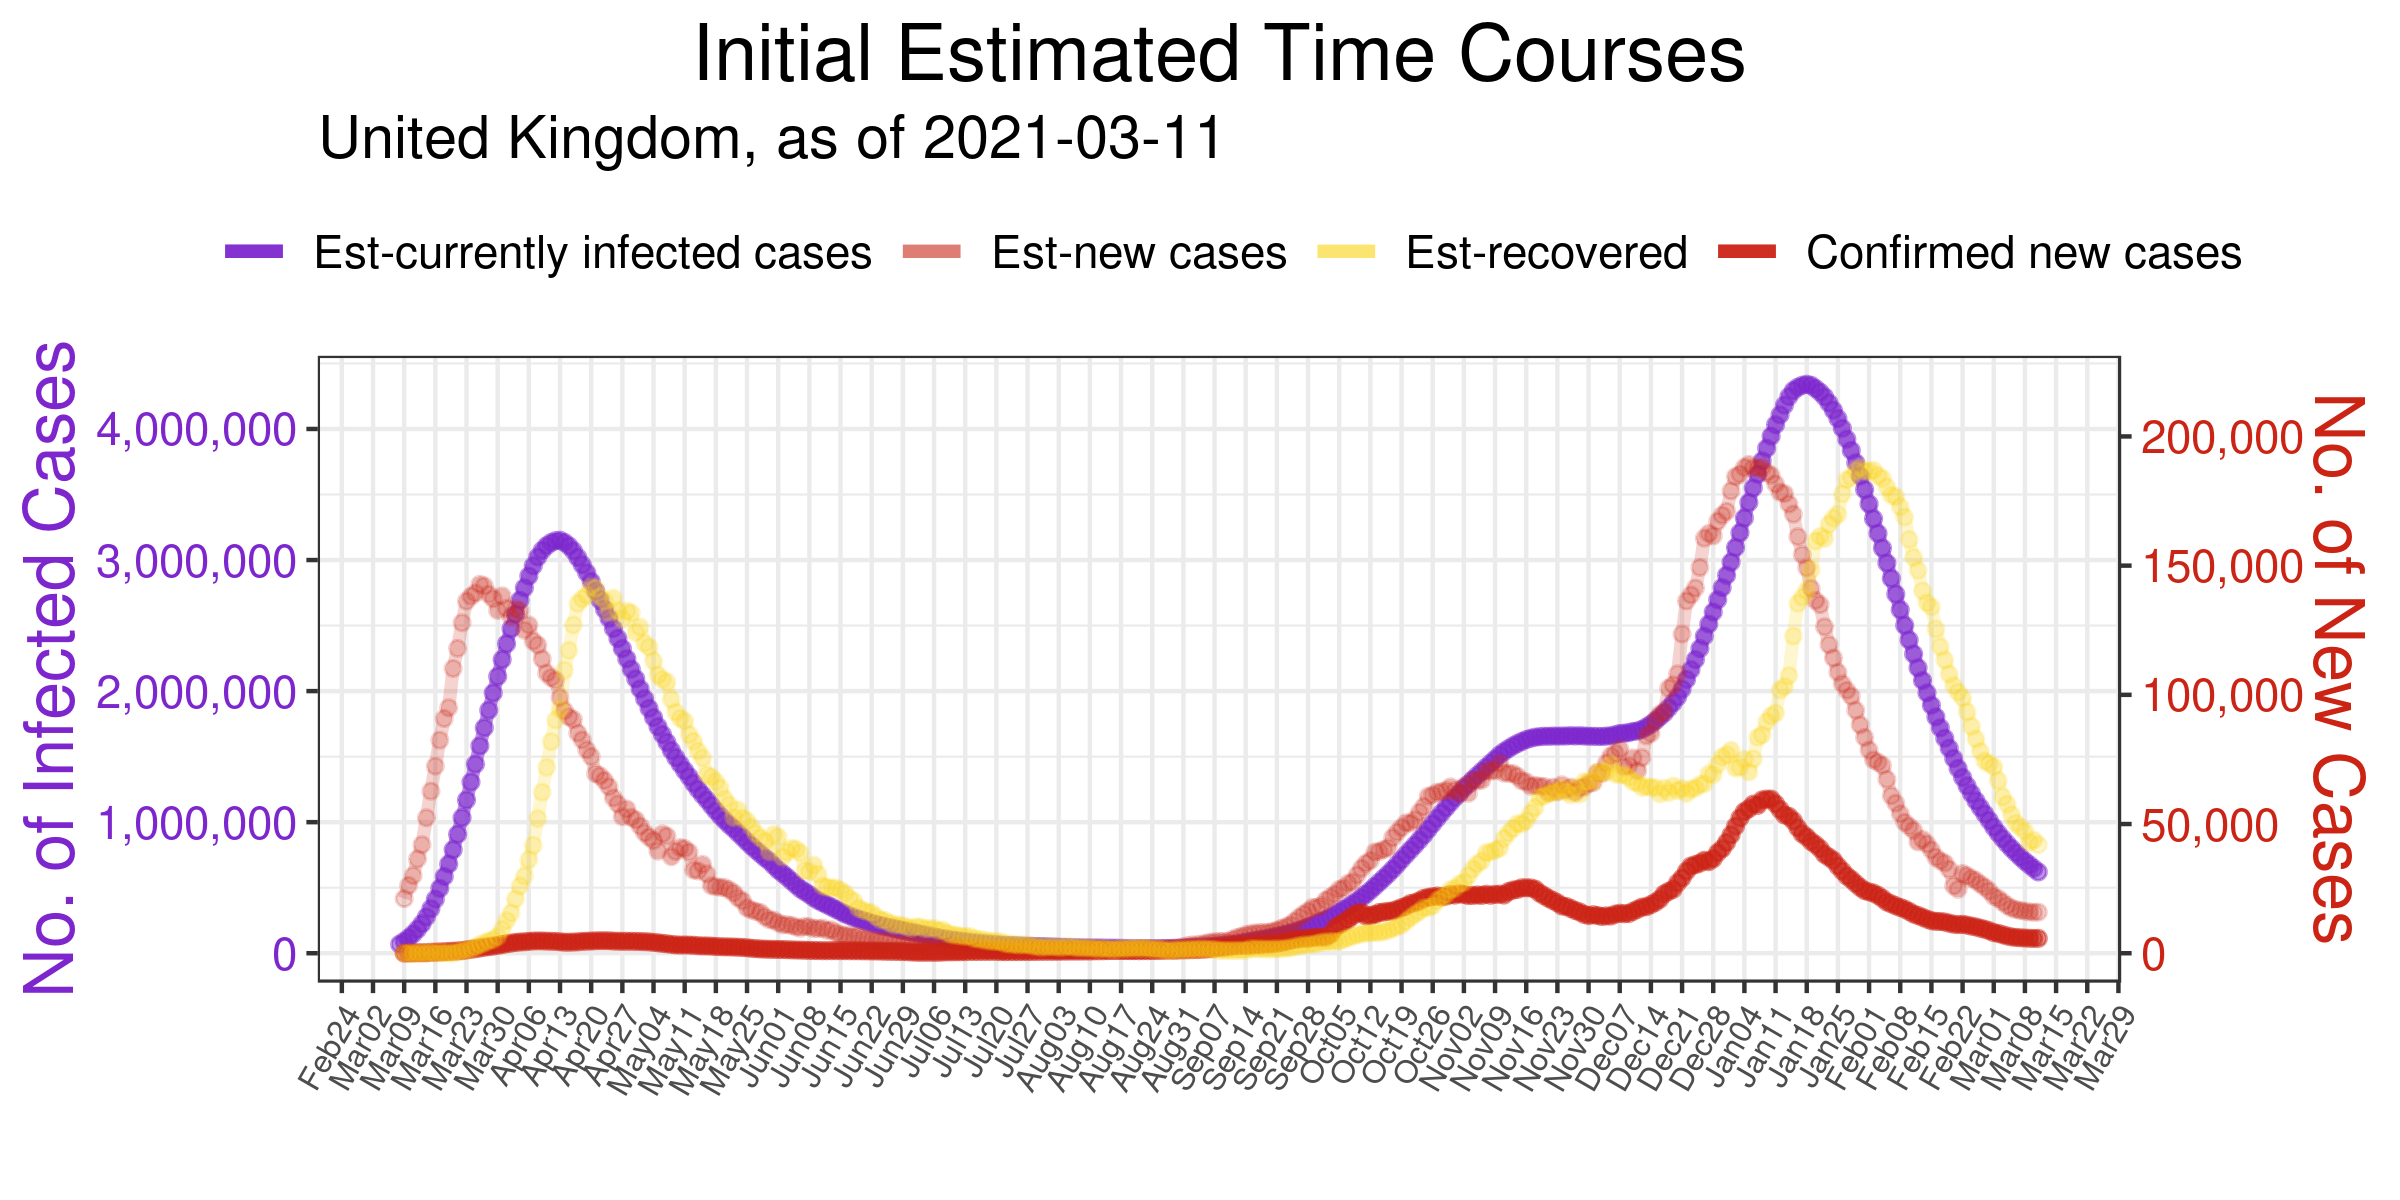 Initial Estimated Time Courses
United Kingdom, as of 2021-03-11
Est-currently infected cases Est-new cases Est-recovered Confirmed new cases
No. of Infected Cases
4,000,000
3,000,000
2,000,000
1,000,000
0
200,000
150,000
100,000
50,000
0
No. of New Cases
Feb24 Mar02 Mar09 Mar16 Mar23 Mar30 Apr06 Apr13 Apr20 Apr27 May04 May11 May18 May25 Jun01 Jun08 Jun15 Jun22 Jun29 Jul06 Jul13 Jul20 Jul27 Aug03 Aug10 Aug17 Aug24 Aug31 Sep07 Sep14 Sep21 Sep28 Oct05 Oct12 Oct19 Oct26 Nov02 Nov09 Nov16 Nov23 Nov30 Dec07 Dec14 Dec21 Dec28 Jan04 Jan11 Jan18 Jan25 Feb01 Feb08 Feb15 Feb22 Mar01 Mar08 Mar15 Mar22 Mar29